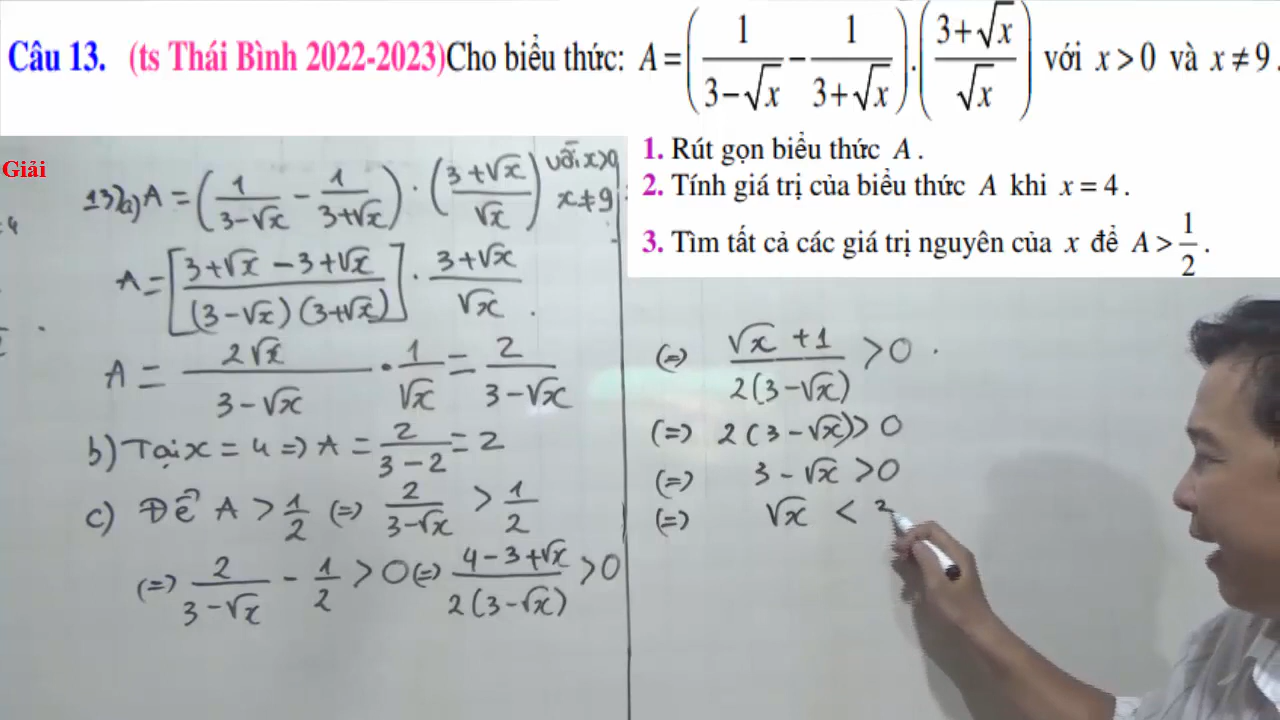 Câu 13. (ts Thái Bình 2022-2023)Cho biểu thức: A = (1/(3-√x) - 1/(3+√x)).((3+√x)/√x) với x > 0 và x ≠ 9.
1. Rút gọn biểu thức A.
2. Tính giá trị của biểu thức A khi x = 4.
3. Tìm tất cả các giá trị nguyên của x để A > 1/2.
Giải
13)a) A = (1/(3-√x) - 1/(3+√x)) . ((3+√x)/√x) với x>0
x≠9
A = [(3+√x - 3+√x)/((3-√x)(3+√x))] . (3+√x)/√x
A = 2√x/(3-√x) . 1/√x = 2/(3-√x)
b) Tại x = 4 => A = 2/(3-2) = 2
c) Để A > 1/2 (=) 2/(3-√x) > 1/2
(=) 2/(3-√x) - 1/2 > 0 (=) (4-3+√x)/(2(3-√x)) > 0
(=) (√x+1)/(2(3-√x)) > 0
(=) 2(3-√x) > 0
(=) 3-√x > 0
(=) √x <